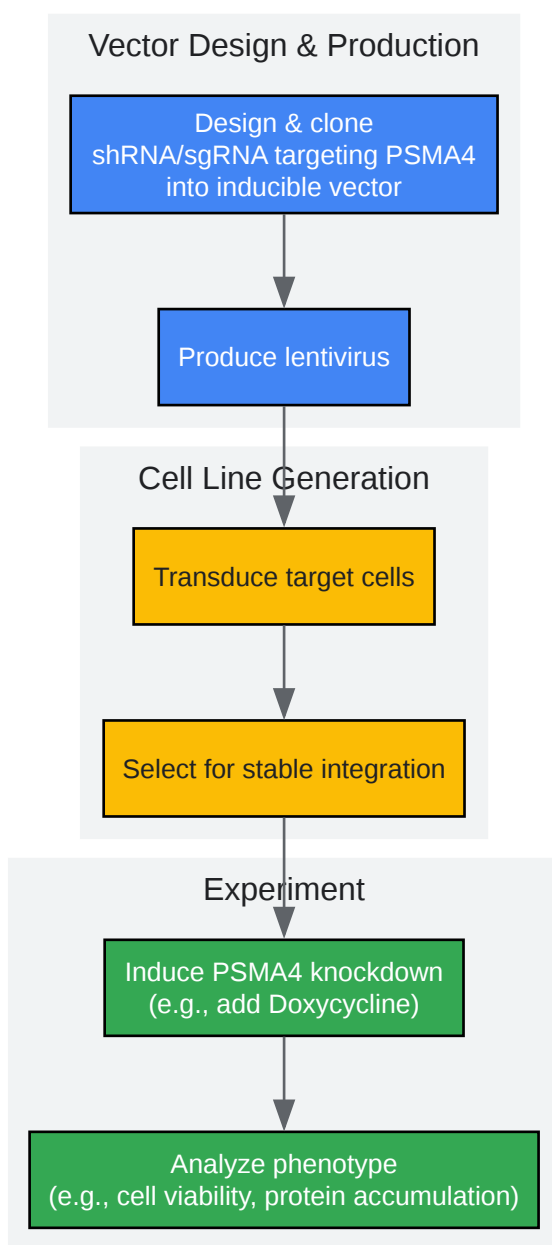 Vector Design & Production
Design & clone
shRNA/sgRNA targeting PSMA4
into inducible vector
Produce lentivirus
Cell Line Generation
Transduce target cells
Select for stable integration
Experiment
Induce PSMA4 knockdown
(e.g., add Doxycycline)
Analyze phenotype
(e.g., cell viability, protein accumulation)